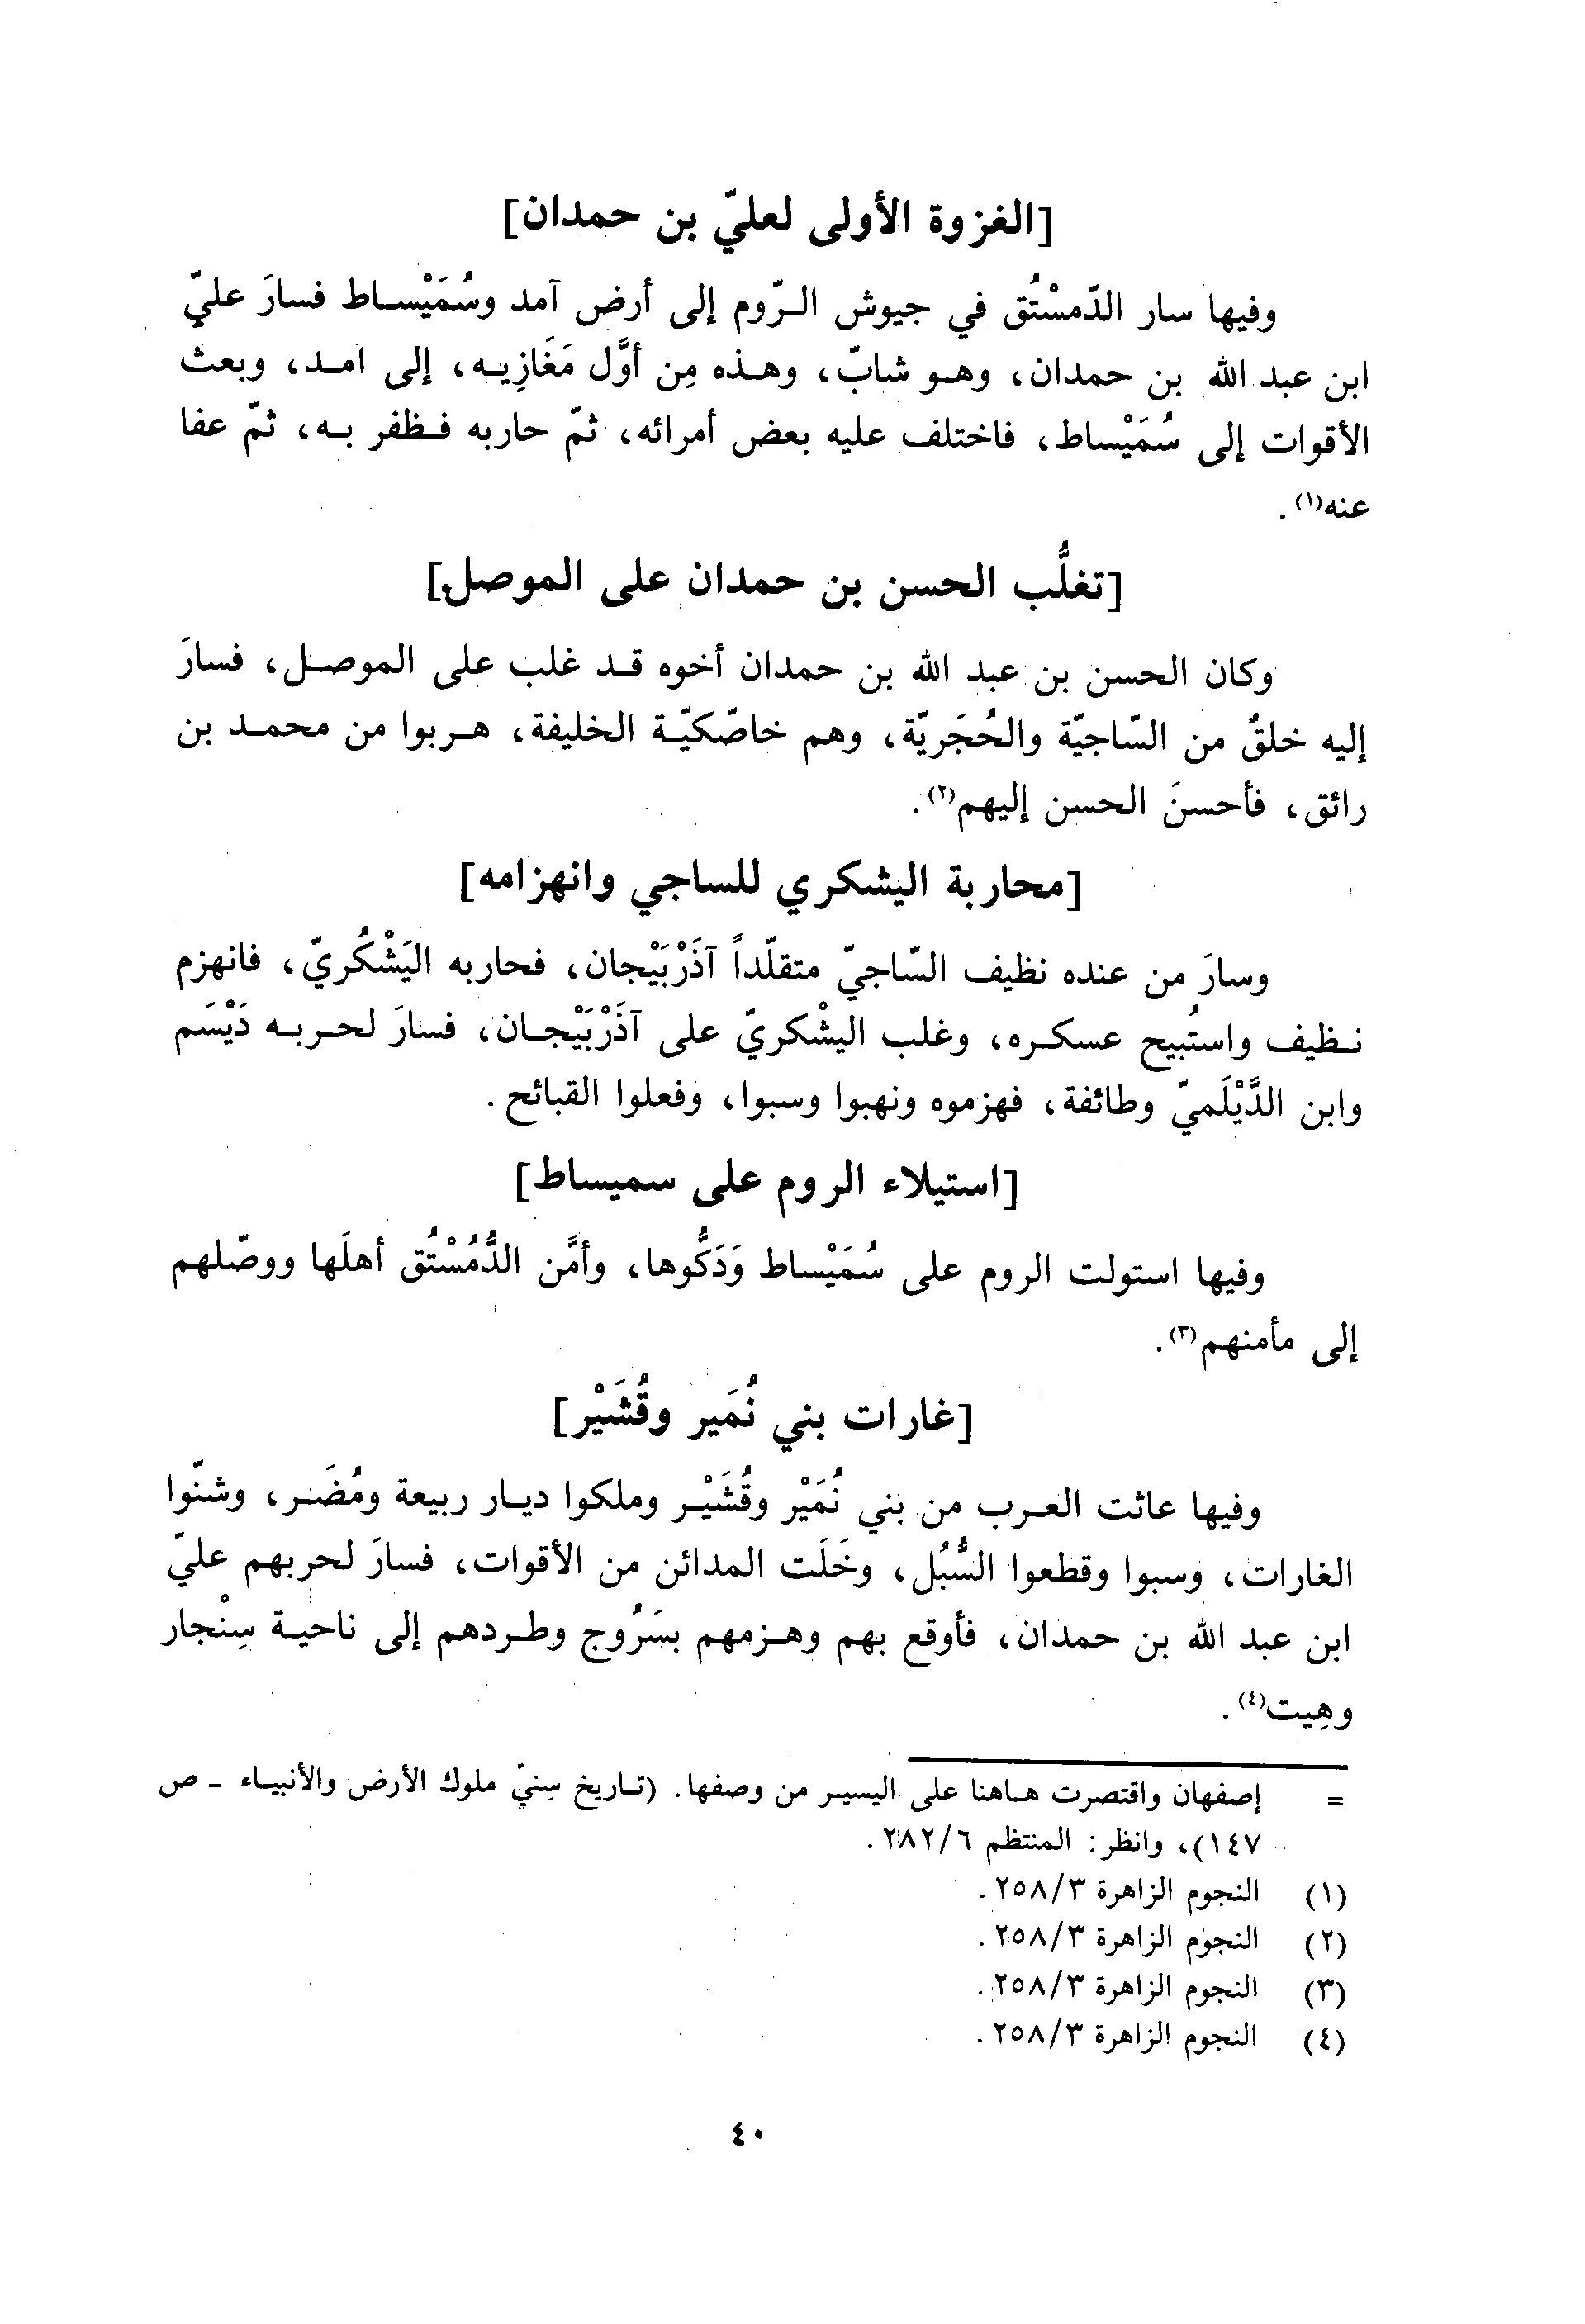 [الغزوة الأولى لعليّ بن حمدان]
وفيها سار الدّمسْتُق في جيوش الرّوم إلى أرض آمد وسُمَيْساط فسارَ عليّ
ابن عبد الله بن حمدان، وهو شابّ، وهذه مِن أوَّل مَغَازِيه، إلى امد، وبعث
الأقوات إلى سُمَيْساط، فاختلف عليه بعض أمرائه، ثمّ حاربه فظفر به، ثمّ عفا
عنه(١).
[تغلُّب الحسن بن حمدان على الموصل]
وكان الحسن بن عبد الله بن حمدان أخوه قد غلب على الموصل، فسارَ
إليه خلقٌ من السّاجيّة والحُجَريّة، وهم خاصّكيّة الخليفة، هربوا من محمد بن
رائق، فأحسنَ الحسن إليهم(٢).
[محاربة اليشكري للساجي وانهزامه]
وسارَ من عنده نظيف السّاجيّ متقلّداً آذَرْبَيْجان، فحاربه اليَشْكُريّ، فانهزم
نظيف واستُبيح عسكره، وغلب اليشْكريّ على آذَرْبَيْجان، فسارَ لحربه دَيْسَم
وابن الدَّيْلَميّ وطائفة، فهزموه ونهبوا وسبوا، وفعلوا القبائح.
[استيلاء الروم على سميساط]
وفيها استولت الروم على سُمَيْساط وَدَكُّوها، وأمَّن الدُّمُسْتُق أهلَها ووصّلهم
إلى مأمنهم(٣).
[غارات بني نُمَير وقُشَيْر]
وفيها عاثت العرب من بني نُمَيْر وقُشَيْر وملكوا ديار ربيعة ومُضَر، وشنّوا
الغارات، وسبوا وقطعوا السُّبُل، وخَلَت المدائن من الأقوات، فسارَ لحربهم عليّ
ابن عبد الله بن حمدان، فأوقع بهم وهزمهم بسَرُوج وطردهم إلى ناحية سِنْجار
وهِيت(٤).
= إصفهان واقتصرت هاهنا على اليسير من وصفها. (تاريخ سِنيّ ملوك الأرض والأنبياء - ص
١٤٧)، وانظر: المنتظم ٢٨٢/٦.
(١) النجوم الزاهرة ٢٥٨/٣.
(٢) النجوم الزاهرة ٢٥٨/٣.
(٣) النجوم الزاهرة ٢٥٨/٣.
(٤) النجوم الزاهرة ٢٥٨/٣.
٤٠